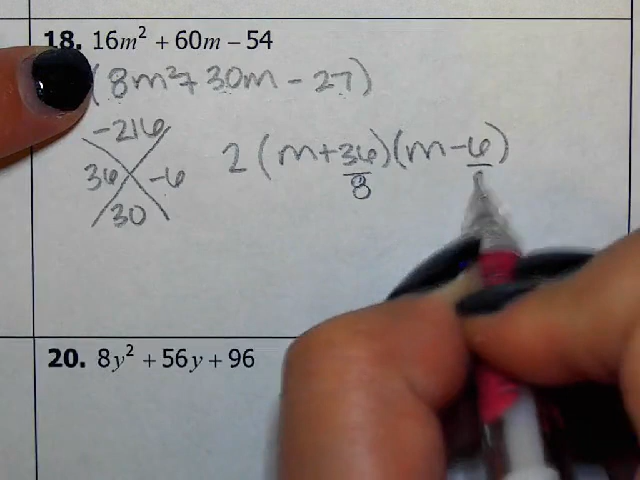 18. 16m² + 60m − 54
(8m² + 30m − 27)
−216
36 −6
30
2(m + 36/8)(m − 6/
20. 8y² + 56y + 96